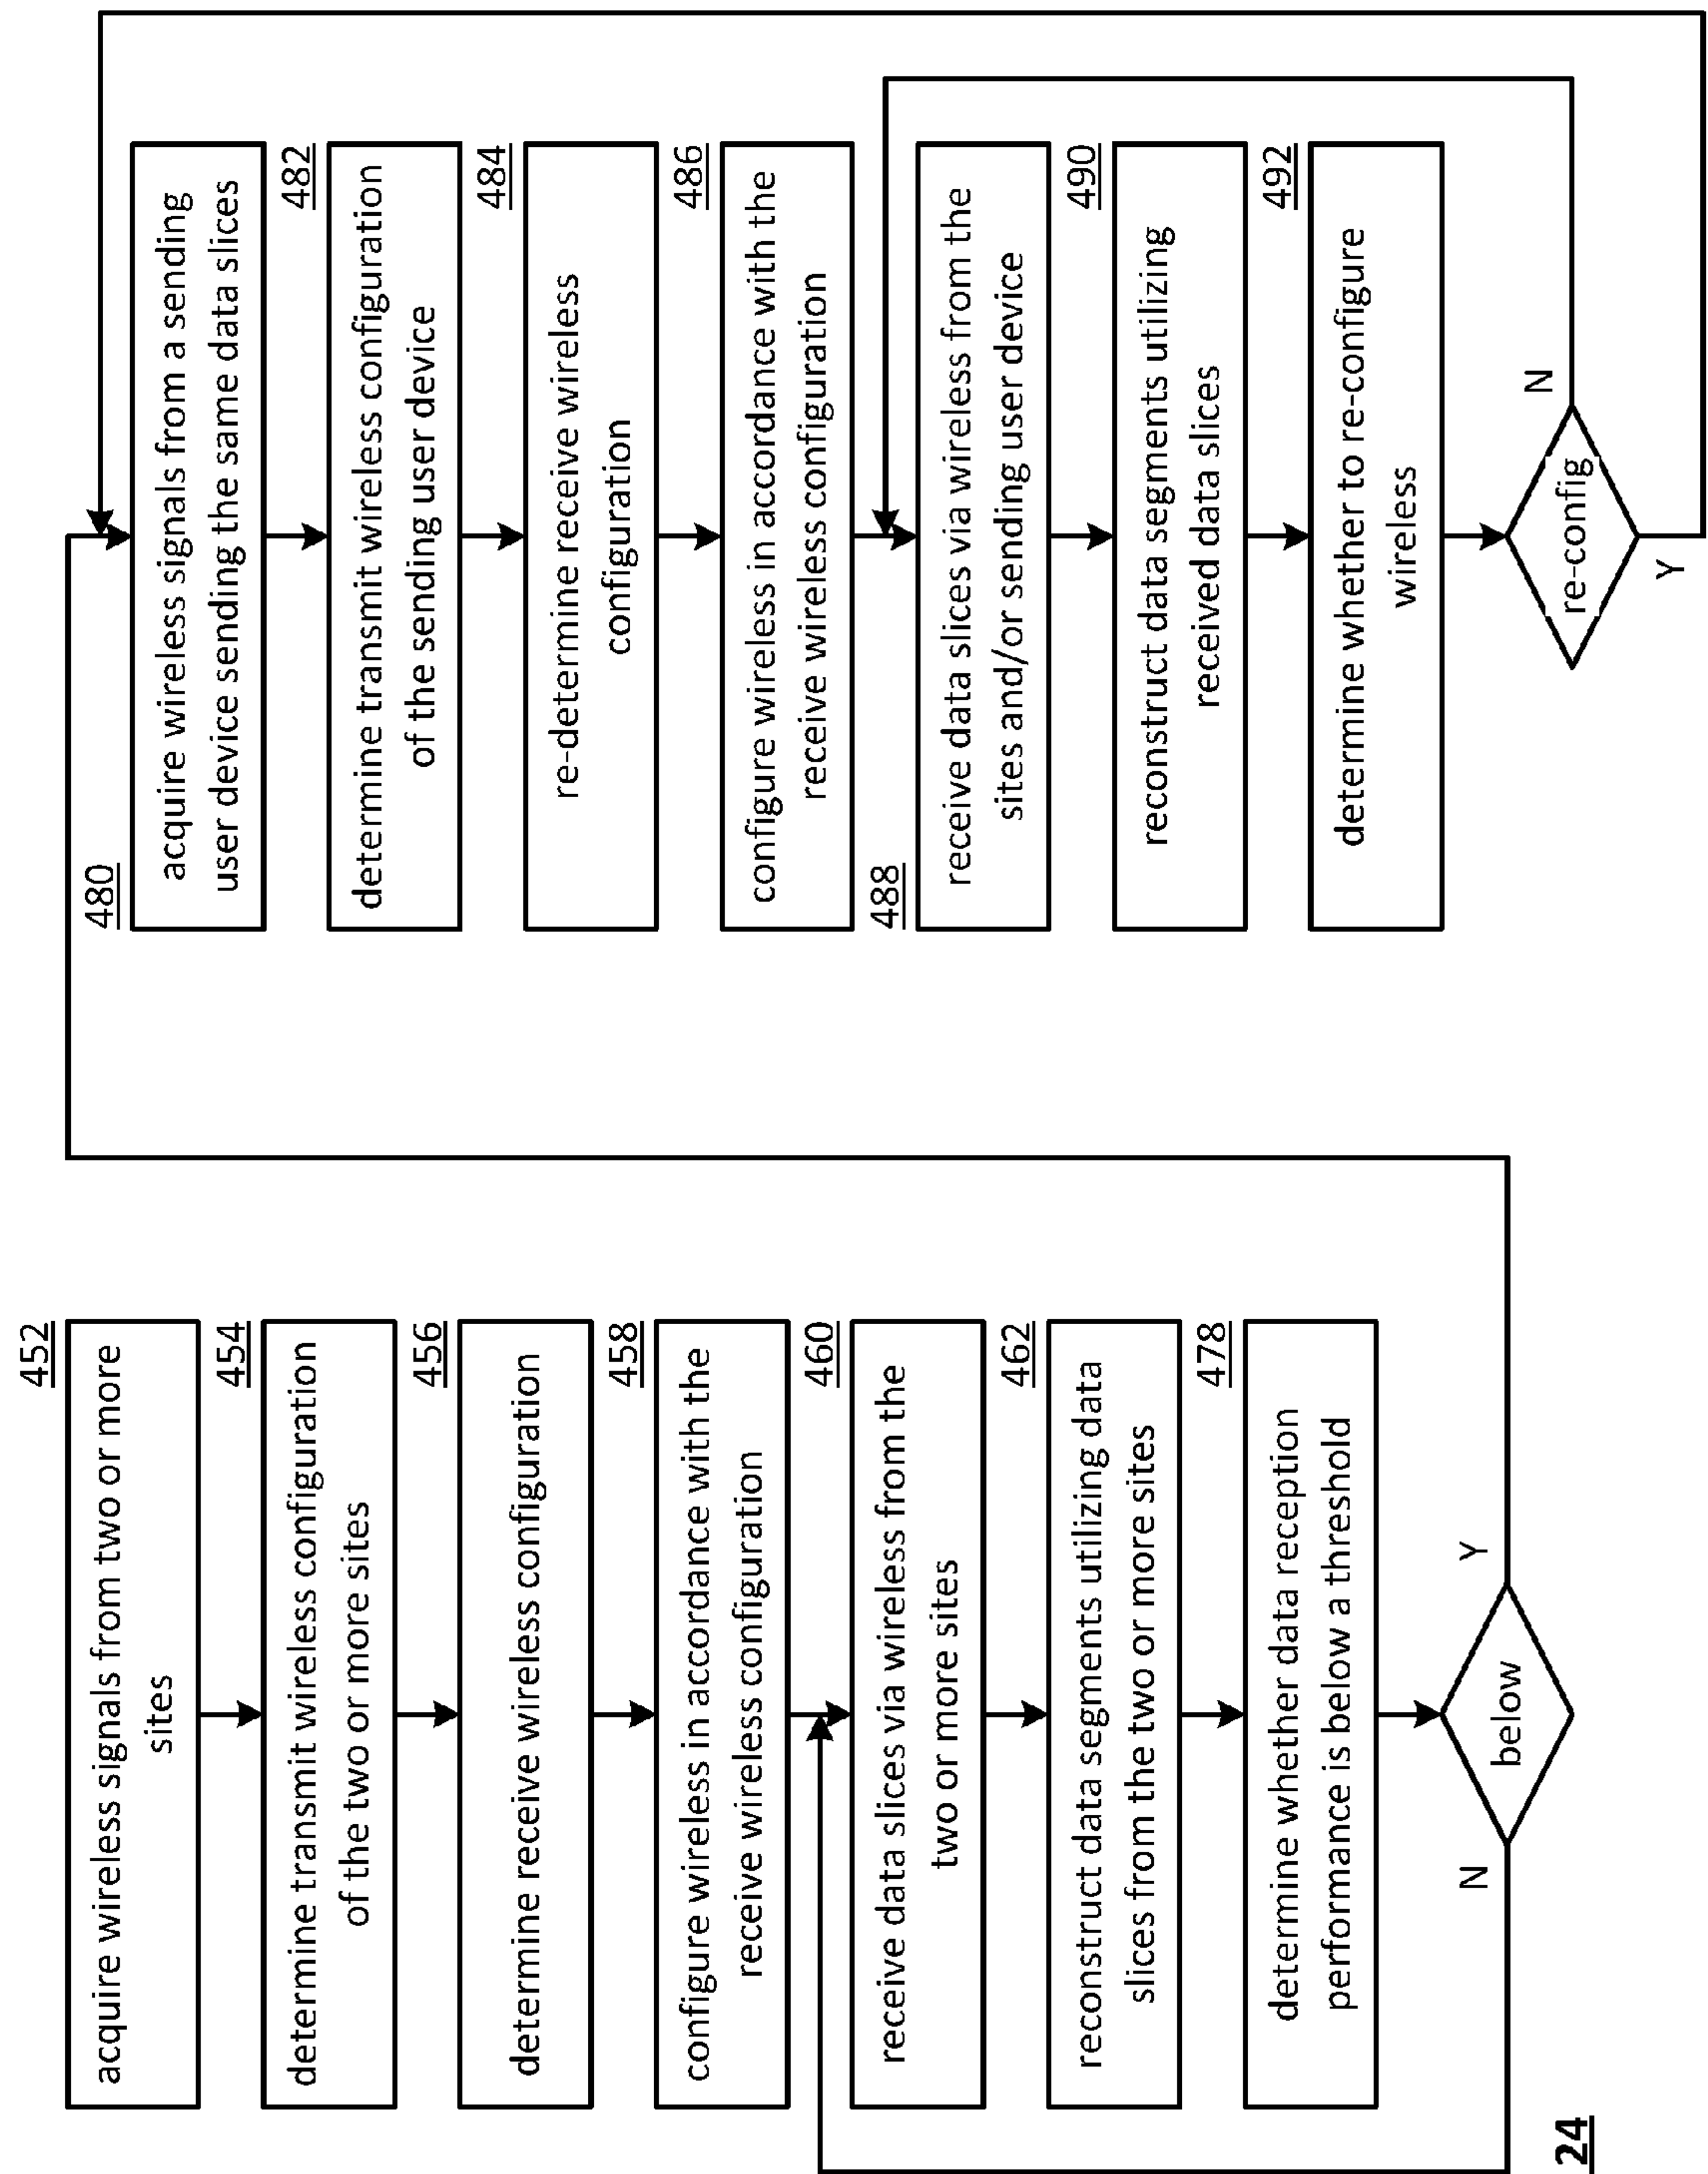 452
acquire wireless signals from two or more
sites
454
determine transmit wireless configuration
of the two or more sites
456
determine receive wireless configuration
458
configure wireless in accordance with the
receive wireless configuration
460
receive data slices via wireless from the
two or more sites
462
reconstruct data segments utilizing data
slices from the two or more sites
478
determine whether data reception
performance is below a threshold
below
N
Y
480
acquire wireless signals from a sending
user device sending the same data slices
482
determine transmit wireless configuration
of the sending user device
484
re-determine receive wireless
configuration
486
configure wireless in accordance with the
receive wireless configuration
488
receive data slices via wireless from the
sites and/or sending user device
490
reconstruct data segments utilizing
received data slices
492
determine whether to re-configure
wireless
re-config
N
Y
24